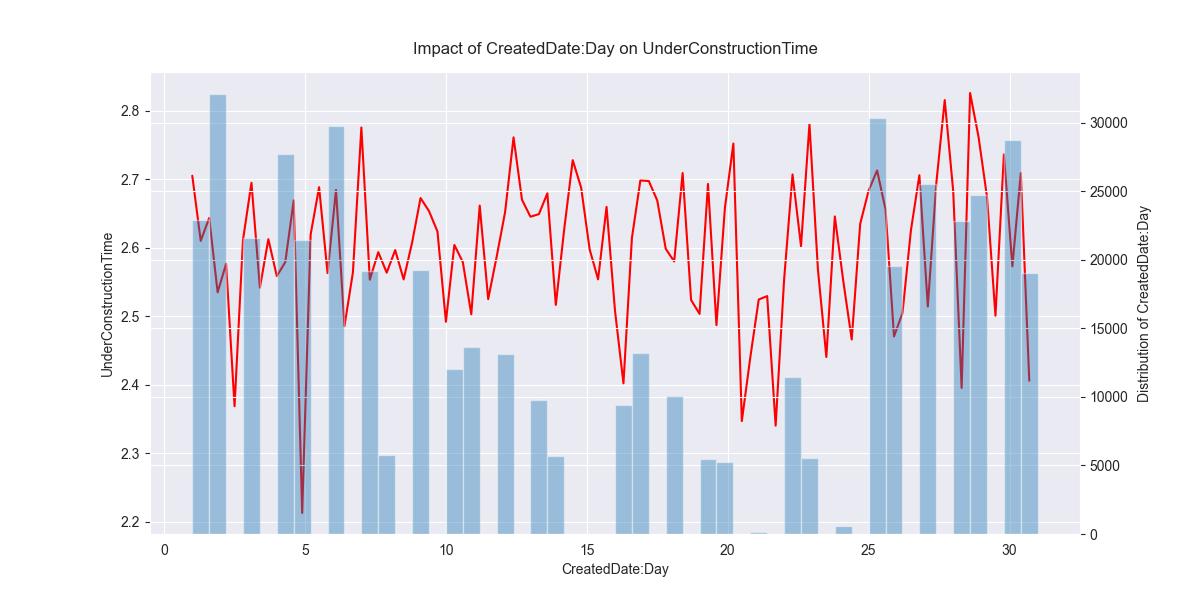 Impact of CreatedDate:Day on UnderConstructionTime
UnderConstructionTime
2.8
2.7
2.6
2.5
2.4
2.3
2.2
30000
25000
20000
15000
10000
5000
0
Distribution of CreatedDate:Day
0 5 10 15 20 25 30
CreatedDate:Day